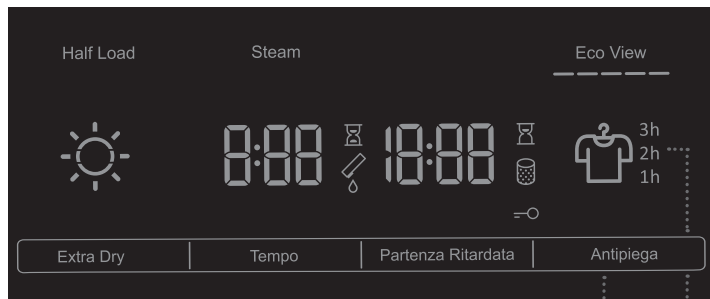 Half Load Steam Eco View
8:88 18:88 3h
2h
1h
Extra Dry Tempo Partenza Ritardata Antipiega